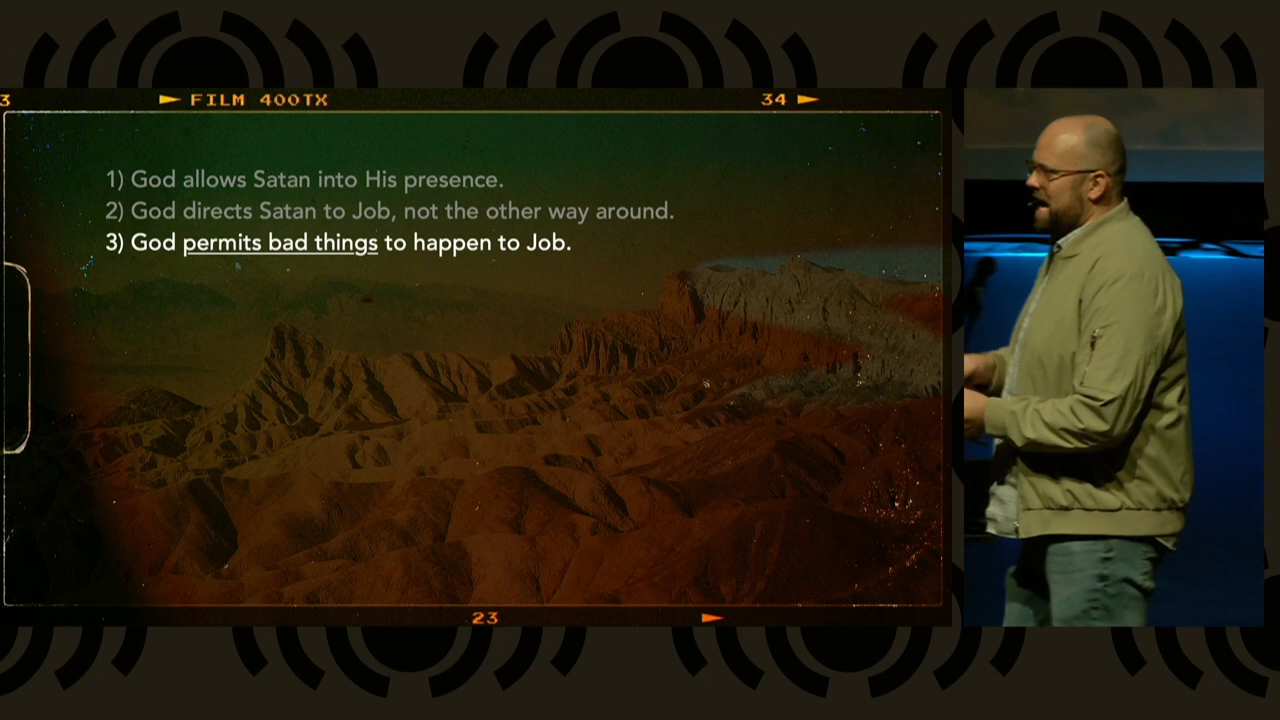 3 FILM 400TX 34
1) God allows Satan into His presence.
2) God directs Satan to Job, not the other way around.
3) God permits bad things to happen to Job.
23